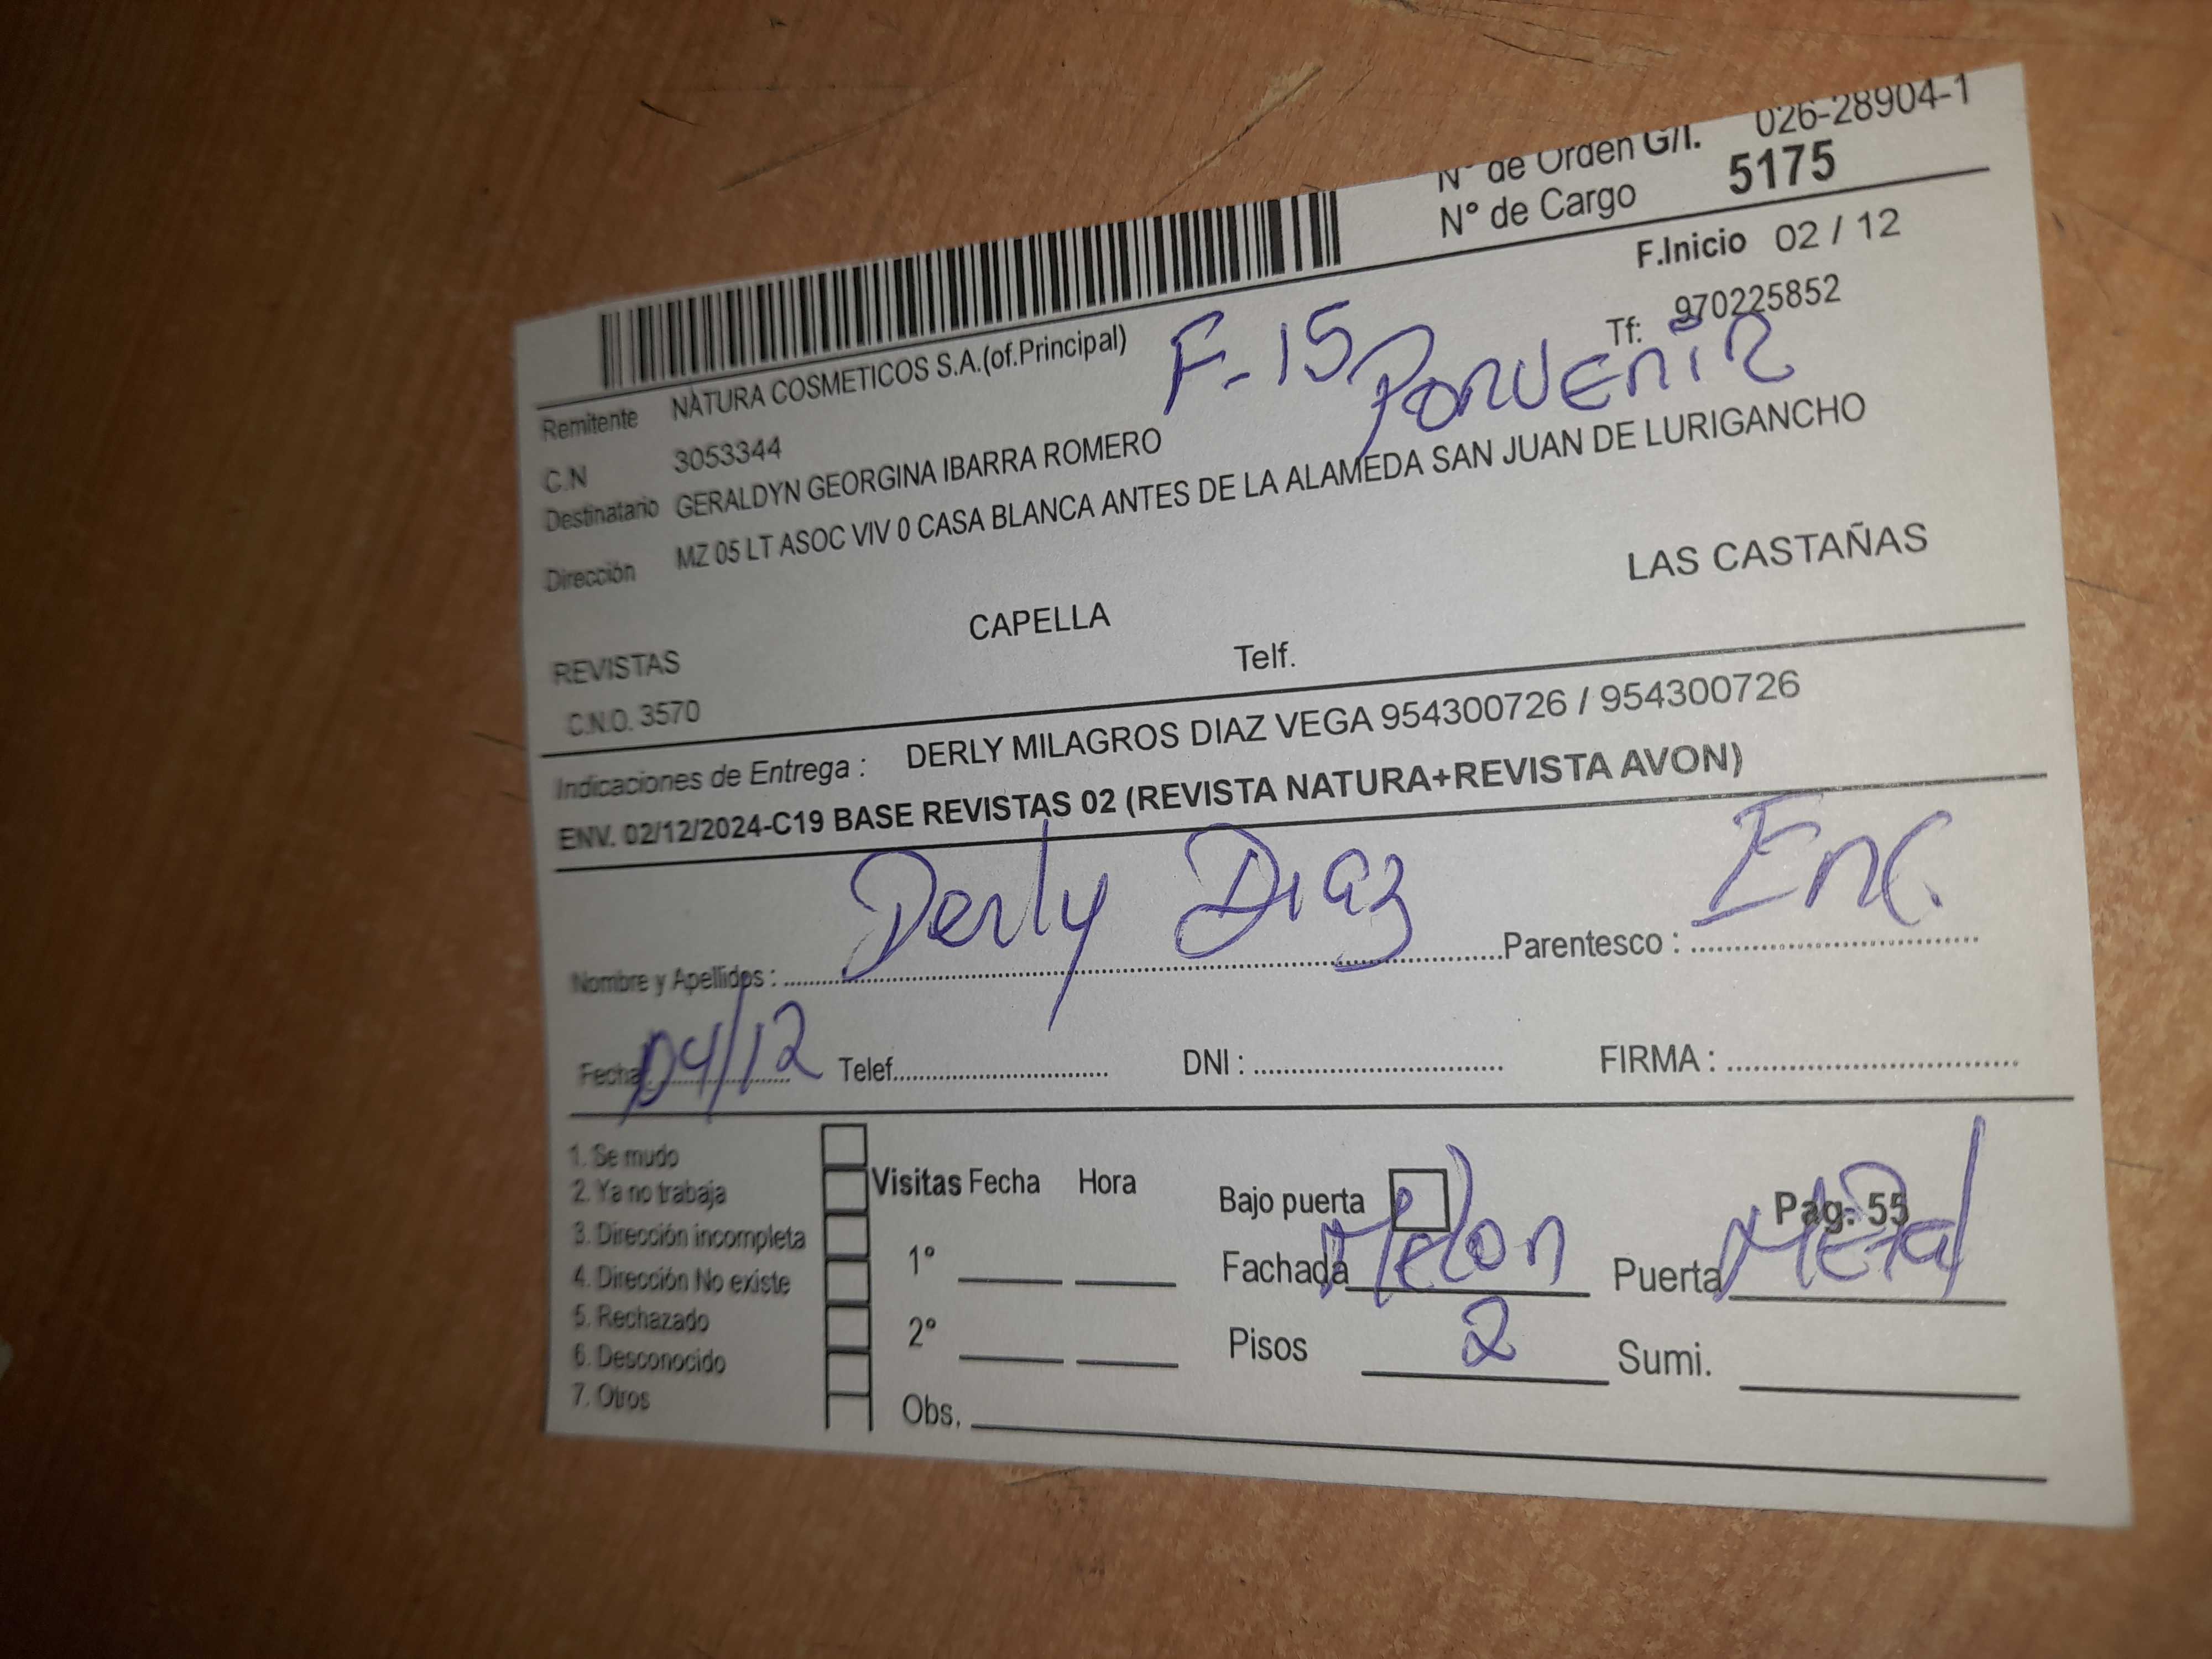 N° de Orden G/I. 026-28904-1
N° de Cargo 5175
F.Inicio 02 / 12
Remitente NATURA COSMETICOS S.A.(of.Principal)
F-15
Tf: 970225852
C.N 3053344
PORVENIR
Destinatario GERALDYN GEORGINA IBARRA ROMERO
Dirección MZ 05 LT ASOC VIV 0 CASA BLANCA ANTES DE LA ALAMEDA SAN JUAN DE LURIGANCHO
LAS CASTAÑAS
REVISTAS CAPELLA
C.N.O. 3570 Telf.
Indicaciones de Entrega : DERLY MILAGROS DIAZ VEGA 954300726 / 954300726
ENV. 02/12/2024-C19 BASE REVISTAS 02 (REVISTA NATURA+REVISTA AVON)
Nombre y Apellidos : Derly Diaz Parentesco : Enc.
Fecha: 04/12 Telef. DNI : FIRMA :
1. Se mudo
2. Ya no trabaja
3. Dirección incompleta
4. Dirección No existe
5. Rechazado
6. Desconocido
7. Otros
Visitas Fecha Hora
1°
2°
Obs.
Bajo puerta Pag. 55
Fachada Melon Puerta Metal
Pisos 2 Sumi.